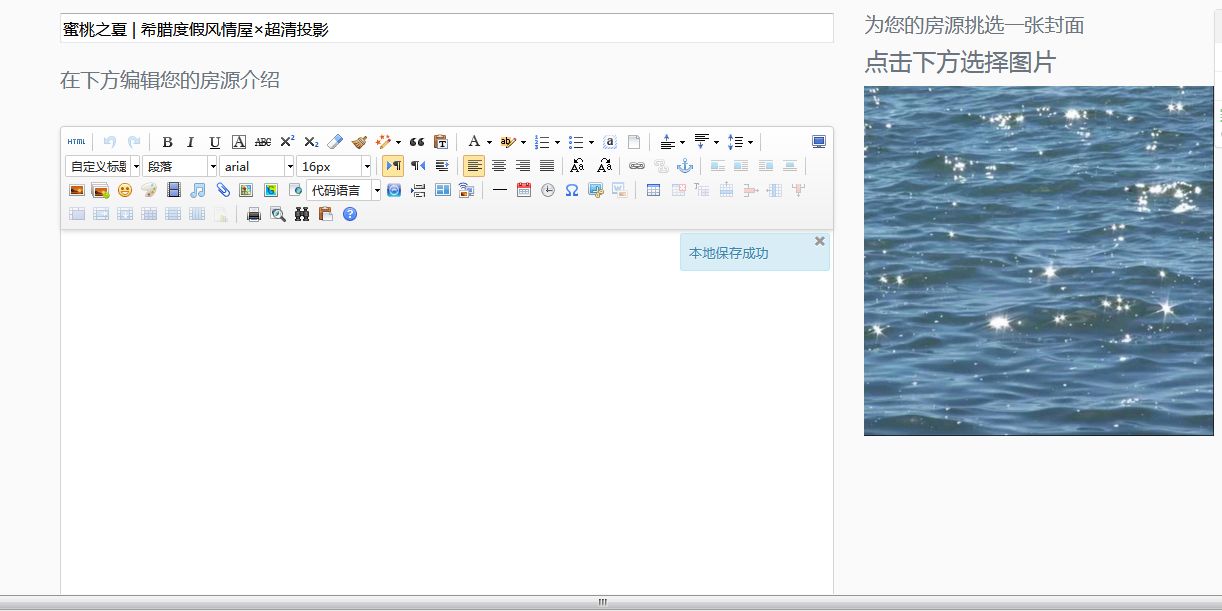 蜜桃之夏 | 希腊度假风情屋×超清投影
为您的房源挑选一张封面
点击下方选择图片
在下方编辑您的房源介绍
HTML B I U A ABC X² X₂ A ab a
自定义标题 段落 arial 16px
代码语言
本地保存成功